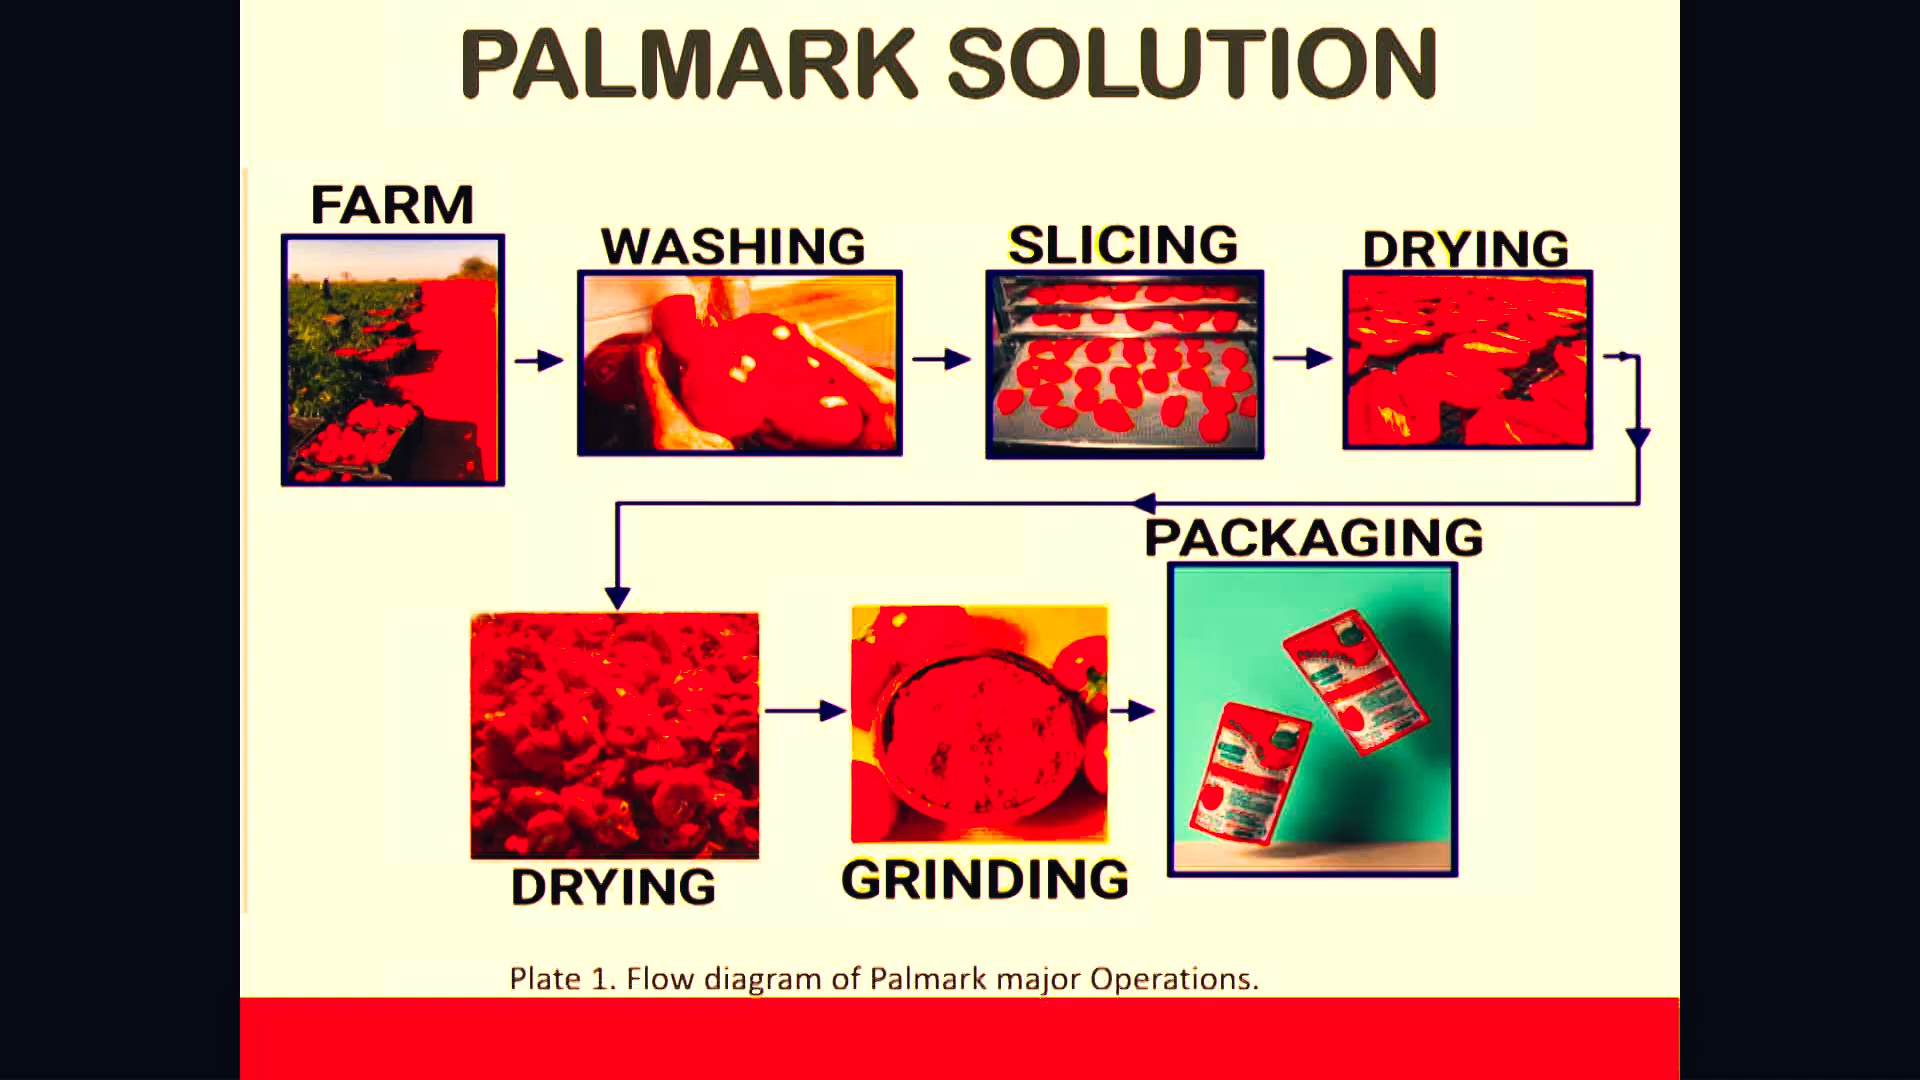 PALMARK SOLUTION
FARM
WASHING
SLICING
DRYING
PACKAGING
DRYING
GRINDING
Plate 1. Flow diagram of Palmark major Operations.